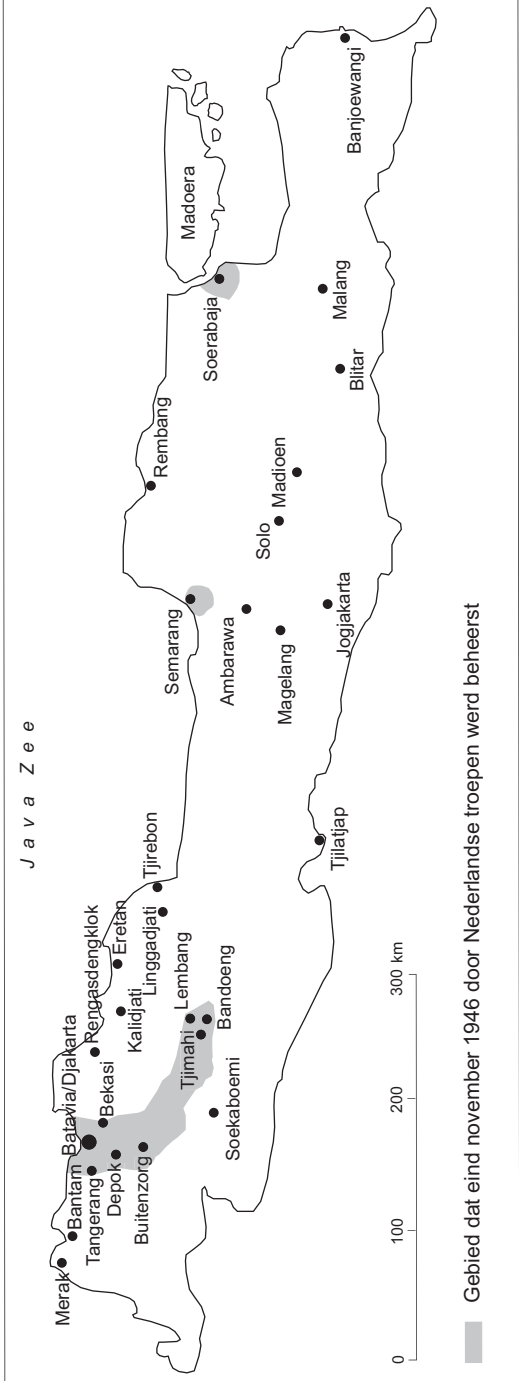 Java Zee
Madoera
Merak
Bantam
Tangerang
Batavia/Djakarta
Bekasi
Depok
Buitenzorg
Rengasdengklok
Kalidjati
Eretan
Linggadjati
Tjirebon
Lembang
Tjimahi
Bandoeng
Soekaboemi
Tjilatjap
Semarang
Ambarawa
Magelang
Jogjakarta
Solo
Madioen
Rembang
Soerabaja
Malang
Blitar
Banjoewangi
0 100 200 300 km
Gebied dat eind november 1946 door Nederlandse troepen werd beheerst